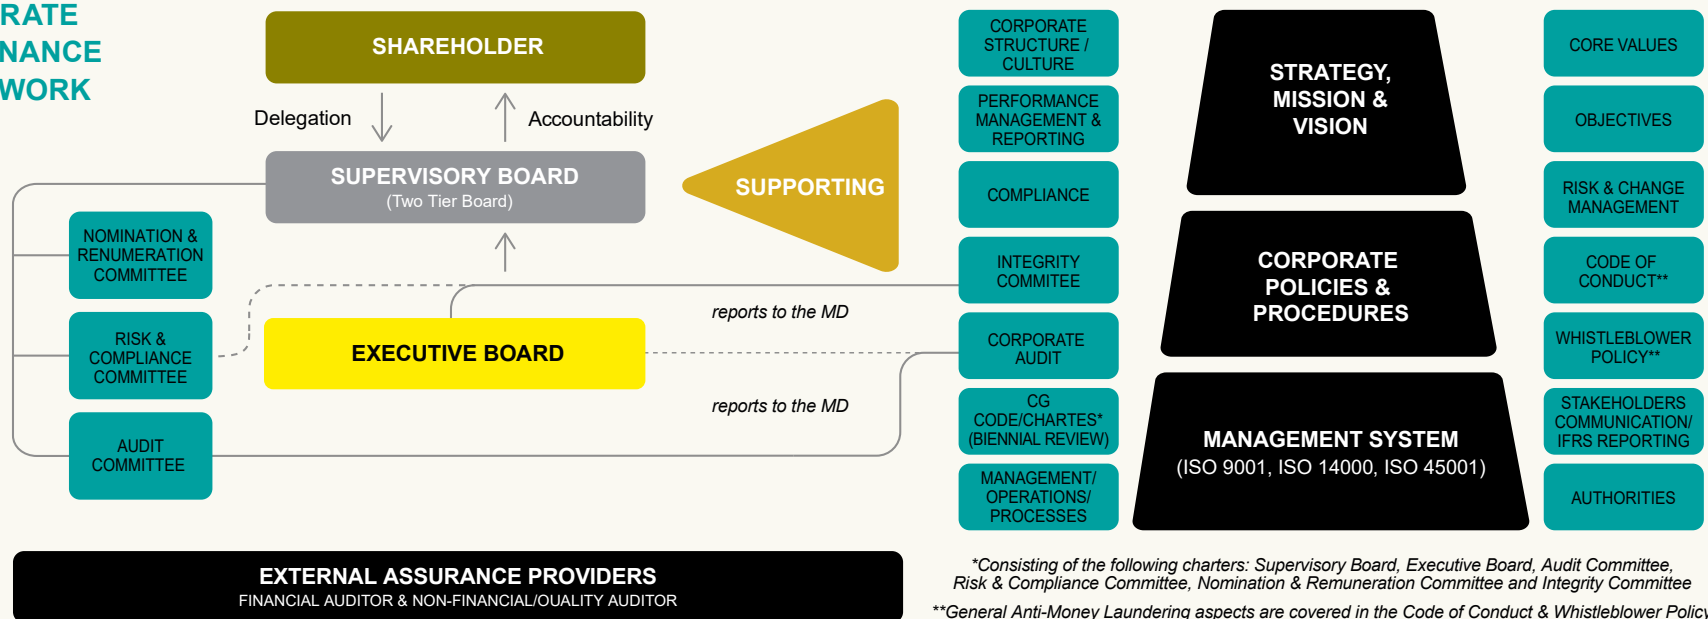 RATE
NANCE
WORK
SHAREHOLDER
Delegation
Accountability
SUPERVISORY BOARD
(Two Tier Board)
NOMINATION &
RENUMERATION
COMMITTEE
RISK &
COMPLIANCE
COMMITTEE
AUDIT
COMMITTEE
EXECUTIVE BOARD
reports to the MD
reports to the MD
SUPPORTING
CORPORATE
STRUCTURE /
CULTURE
PERFORMANCE
MANAGEMENT &
REPORTING
COMPLIANCE
INTEGRITY
COMMITEE
CORPORATE
AUDIT
CG
CODE/CHARTES*
(BIENNIAL REVIEW)
MANAGEMENT/
OPERATIONS/
PROCESSES
STRATEGY,
MISSION &
VISION
CORPORATE
POLICIES &
PROCEDURES
MANAGEMENT SYSTEM
(ISO 9001, ISO 14000, ISO 45001)
CORE VALUES
OBJECTIVES
RISK & CHANGE
MANAGEMENT
CODE OF
CONDUCT**
WHISTLEBLOWER
POLICY**
STAKEHOLDERS
COMMUNICATION/
IFRS REPORTING
AUTHORITIES
EXTERNAL ASSURANCE PROVIDERS
FINANCIAL AUDITOR & NON-FINANCIAL/QUALITY AUDITOR
*Consisting of the following charters: Supervisory Board, Executive Board, Audit Committee,
Risk & Compliance Committee, Nomination & Remuneration Committee and Integrity Committee
**General Anti-Money Laundering aspects are covered in the Code of Conduct & Whistleblower Policy